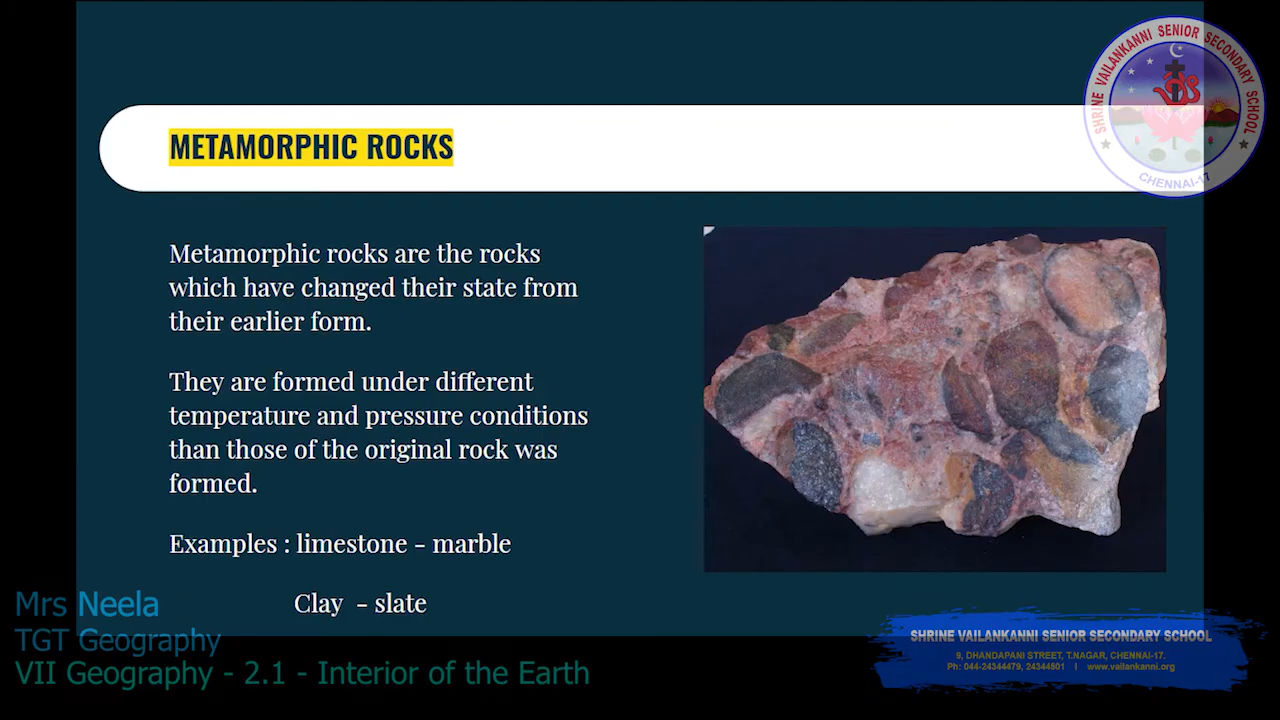 SHRINE VAILANKANNI SENIOR SECONDARY SCHOOL
CHENNAI-17
METAMORPHIC ROCKS
Metamorphic rocks are the rocks
which have changed their state from
their earlier form.
They are formed under different
temperature and pressure conditions
than those of the original rock was
formed.
Examples : limestone - marble
Clay - slate
Mrs Neela
TGT Geography
VII Geography - 2.1 - Interior of the Earth
SHRINE VAILANKANNI SENIOR SECONDARY SCHOOL
9, DHANDAPANI STREET, T.NAGAR, CHENNAI-17.
Ph: 044-24344479, 24344501 | www.vailankanni.org